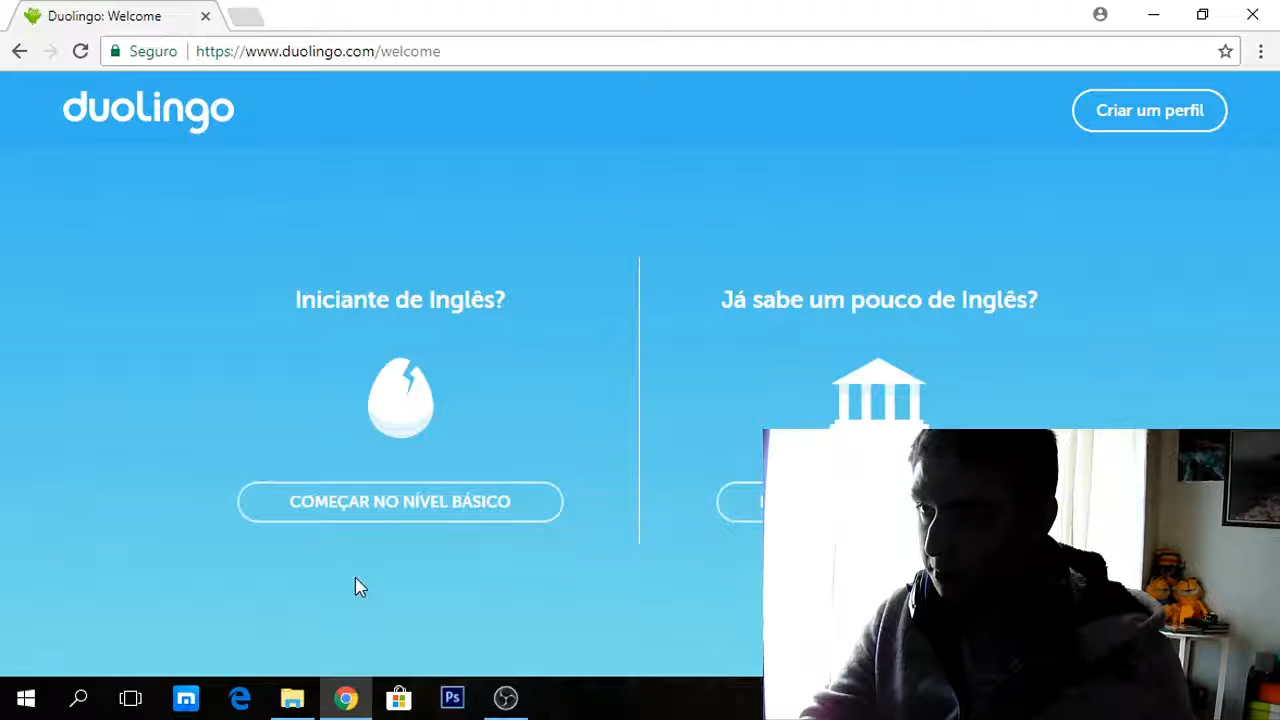 Duolingo: Welcome
Seguro
https://www.duolingo.com/welcome
duolingo
Criar um perfil
Iniciante de Inglês?
Já sabe um pouco de Inglês?
COMEÇAR NO NÍVEL BÁSICO
Ps